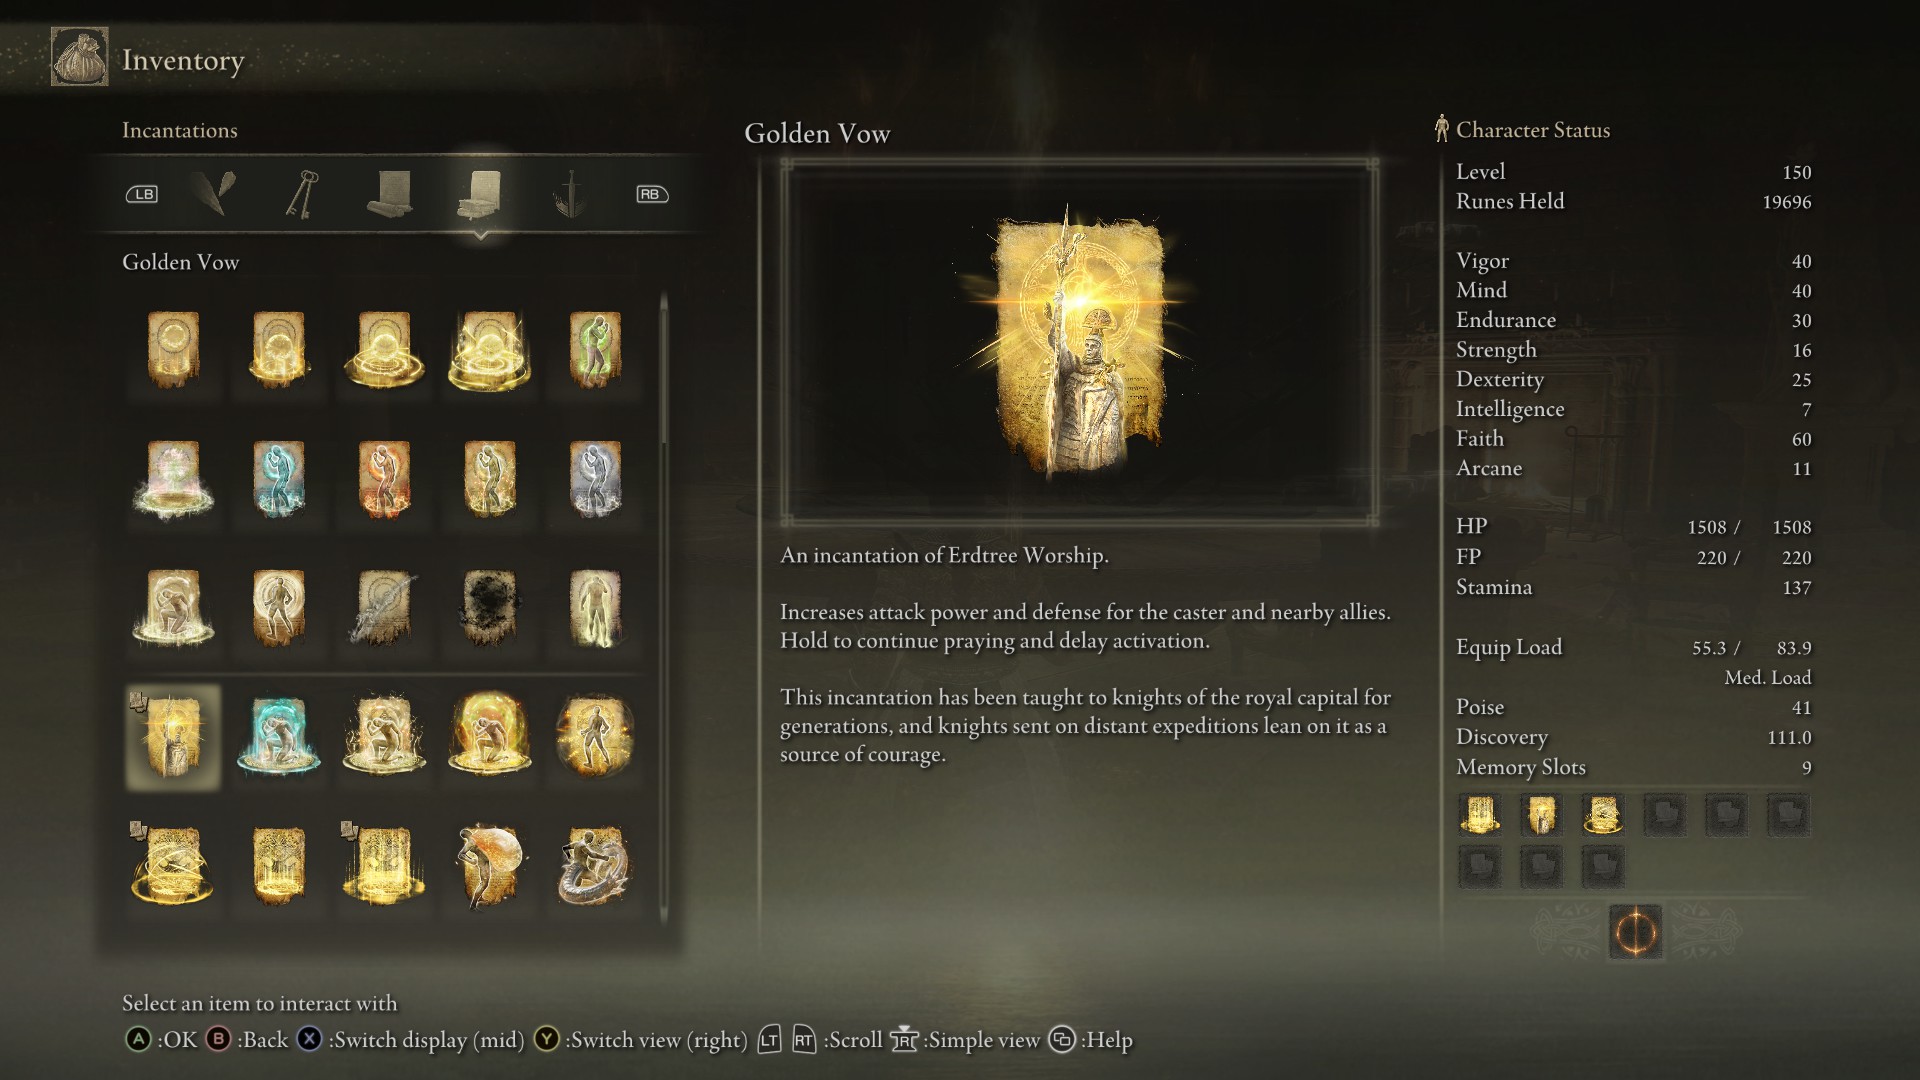 Inventory
Incantations
LB
RB
Golden Vow
Golden Vow
An incantation of Erdtree Worship.
Increases attack power and defense for the caster and nearby allies.
Hold to continue praying and delay activation.
This incantation has been taught to knights of the royal capital for
generations, and knights sent on distant expeditions lean on it as a
source of courage.
Character Status
Level 150
Runes Held 19696
Vigor 40
Mind 40
Endurance 30
Strength 16
Dexterity 25
Intelligence 7
Faith 60
Arcane 11
HP 1508 / 1508
FP 220 / 220
Stamina 137
Equip Load 55.3 / 83.9
Med. Load
Poise 41
Discovery 111.0
Memory Slots 9
Select an item to interact with
A :OK B :Back X :Switch display (mid) Y :Switch view (right) LT RT :Scroll R :Simple view :Help